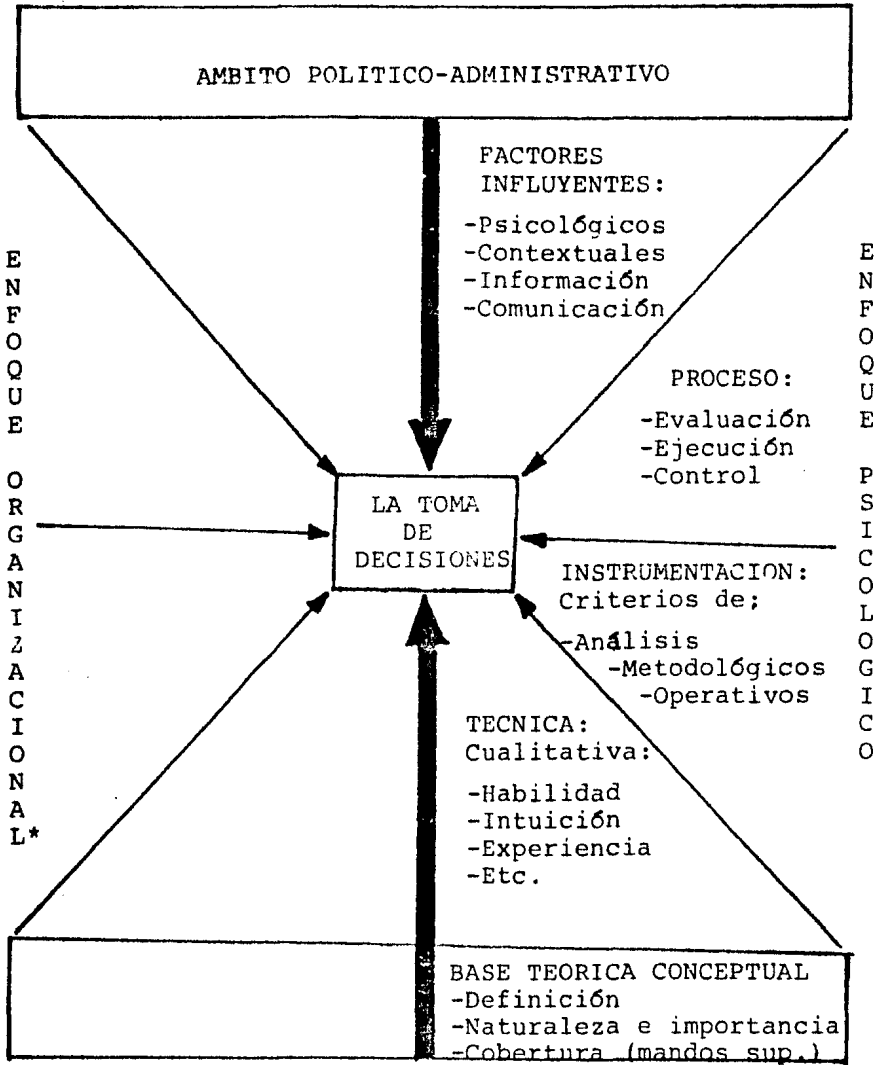 AMBITO POLITICO-ADMINISTRATIVO
FACTORES
INFLUYENTES:
-Psicológicos
-Contextuales
-Información
-Comunicación
ENFOQUE ORGANIZACIONAL*
ENFOQUE PSICOLOGICO
PROCESO:
-Evaluación
-Ejecución
-Control
LA TOMA
DE
DECISIONES
INSTRUMENTACION:
Criterios de;
-Análisis
-Metodológicos
-Operativos
TECNICA:
Cualitativa:
-Habilidad
-Intuición
-Experiencia
-Etc.
BASE TEORICA CONCEPTUAL
-Definición
-Naturaleza e importancia
-Cobertura (mandos sup.)